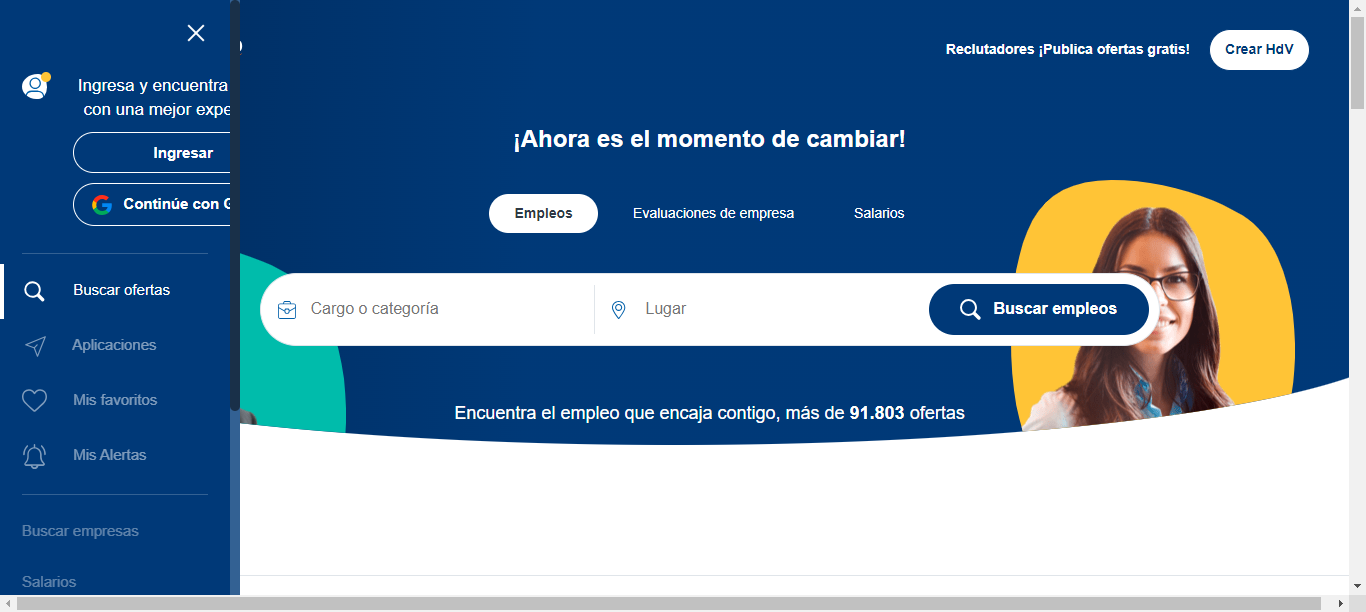 Ingresa y encuentra
con una mejor expe
Ingresar
Continúe con G
Buscar ofertas
Aplicaciones
Mis favoritos
Mis Alertas
Buscar empresas
Salarios
Reclutadores ¡Publica ofertas gratis!
Crear HdV
¡Ahora es el momento de cambiar!
Empleos
Evaluaciones de empresa
Salarios
Cargo o categoría
Lugar
Buscar empleos
Encuentra el empleo que encaja contigo, más de 91.803 ofertas